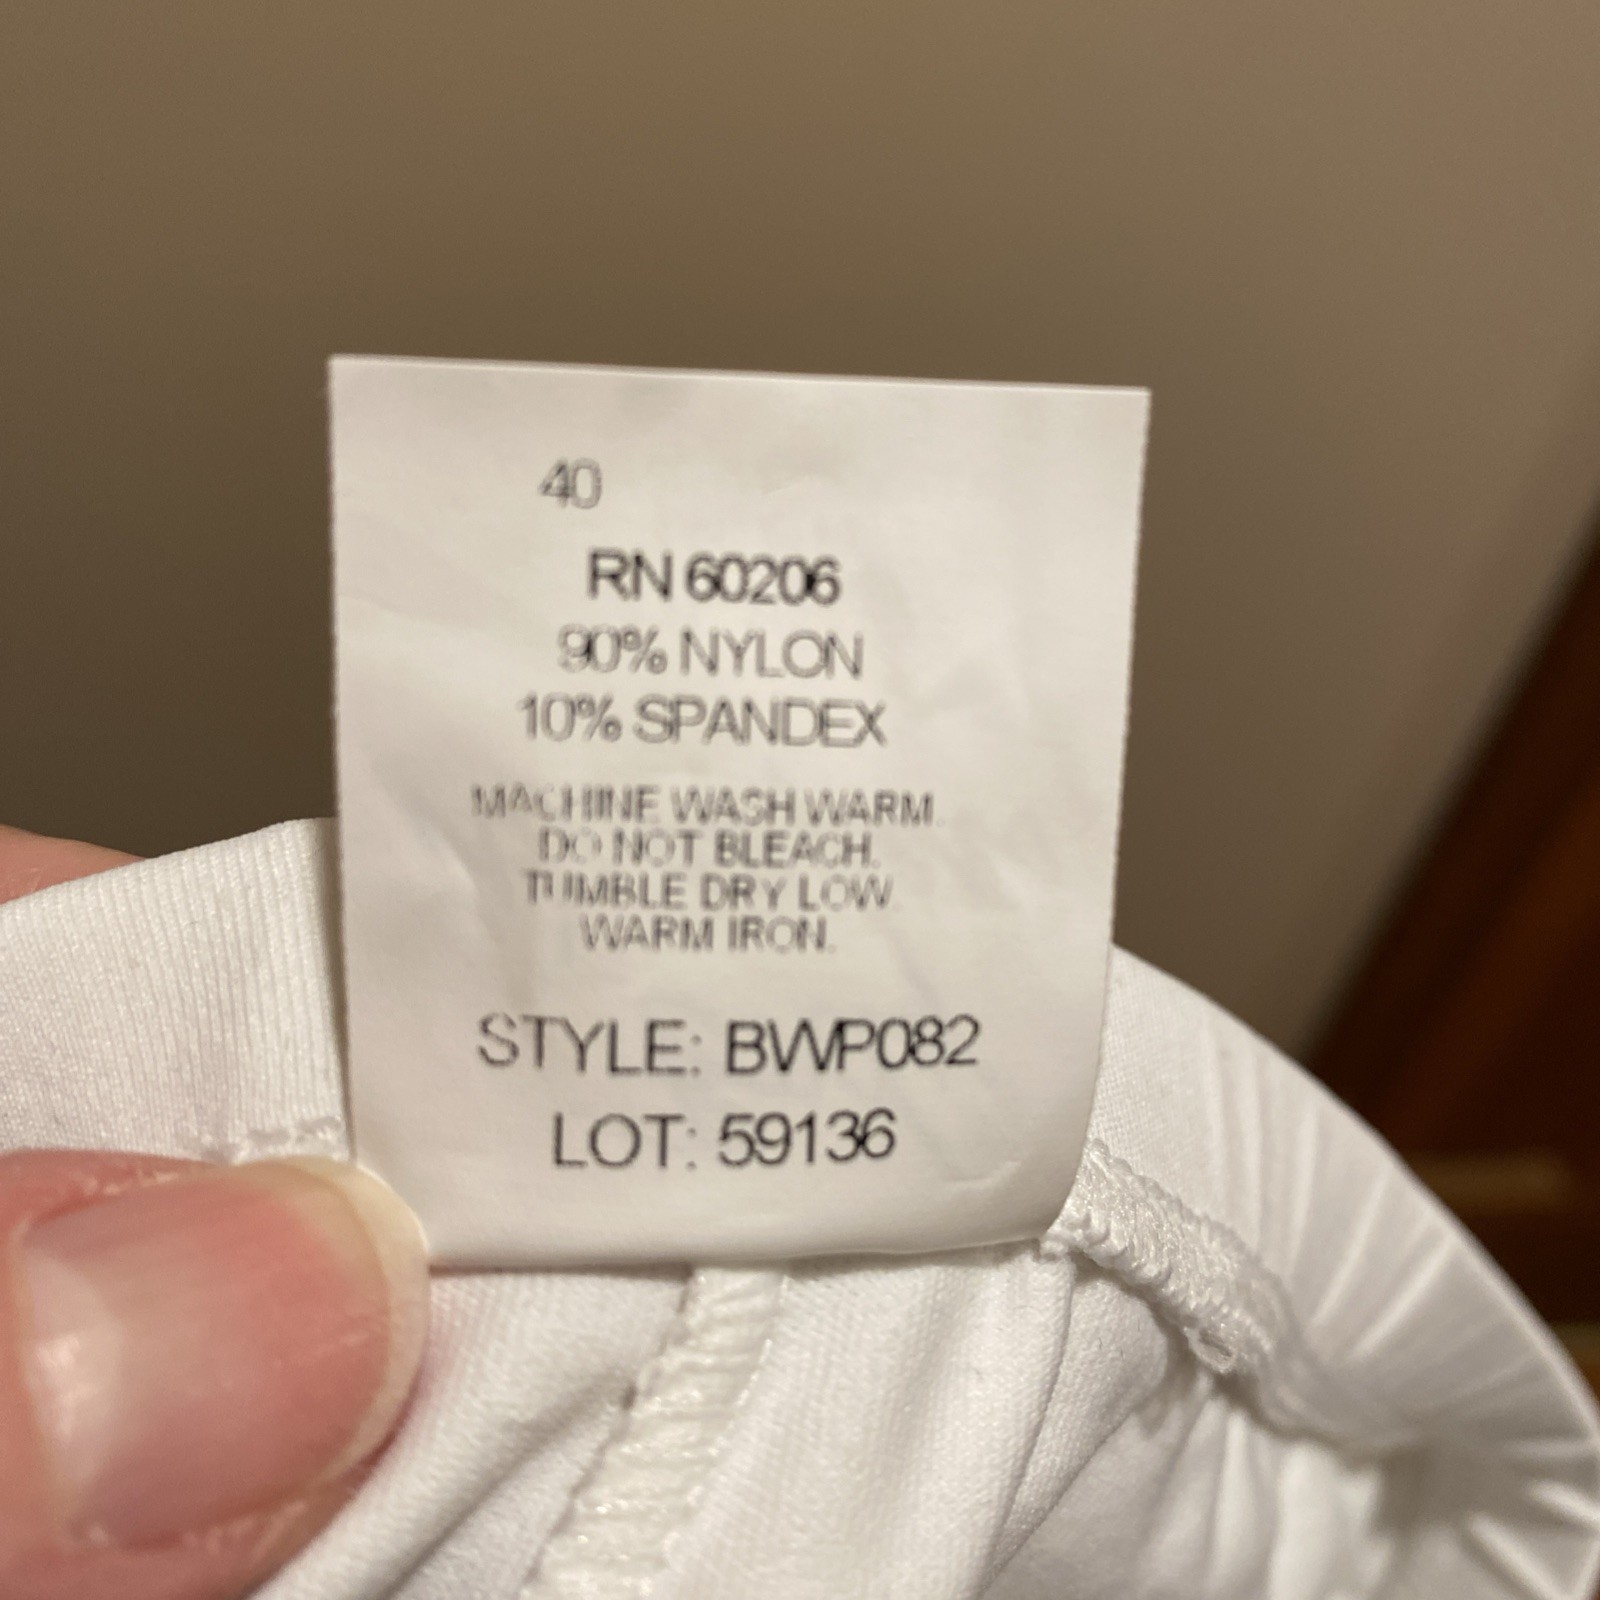 40
RN 60206
90% NYLON
10% SPANDEX
MACHINE WASH WARM.
DO NOT BLEACH.
TUMBLE DRY LOW.
WARM IRON.
STYLE: BWP082
LOT: 59136